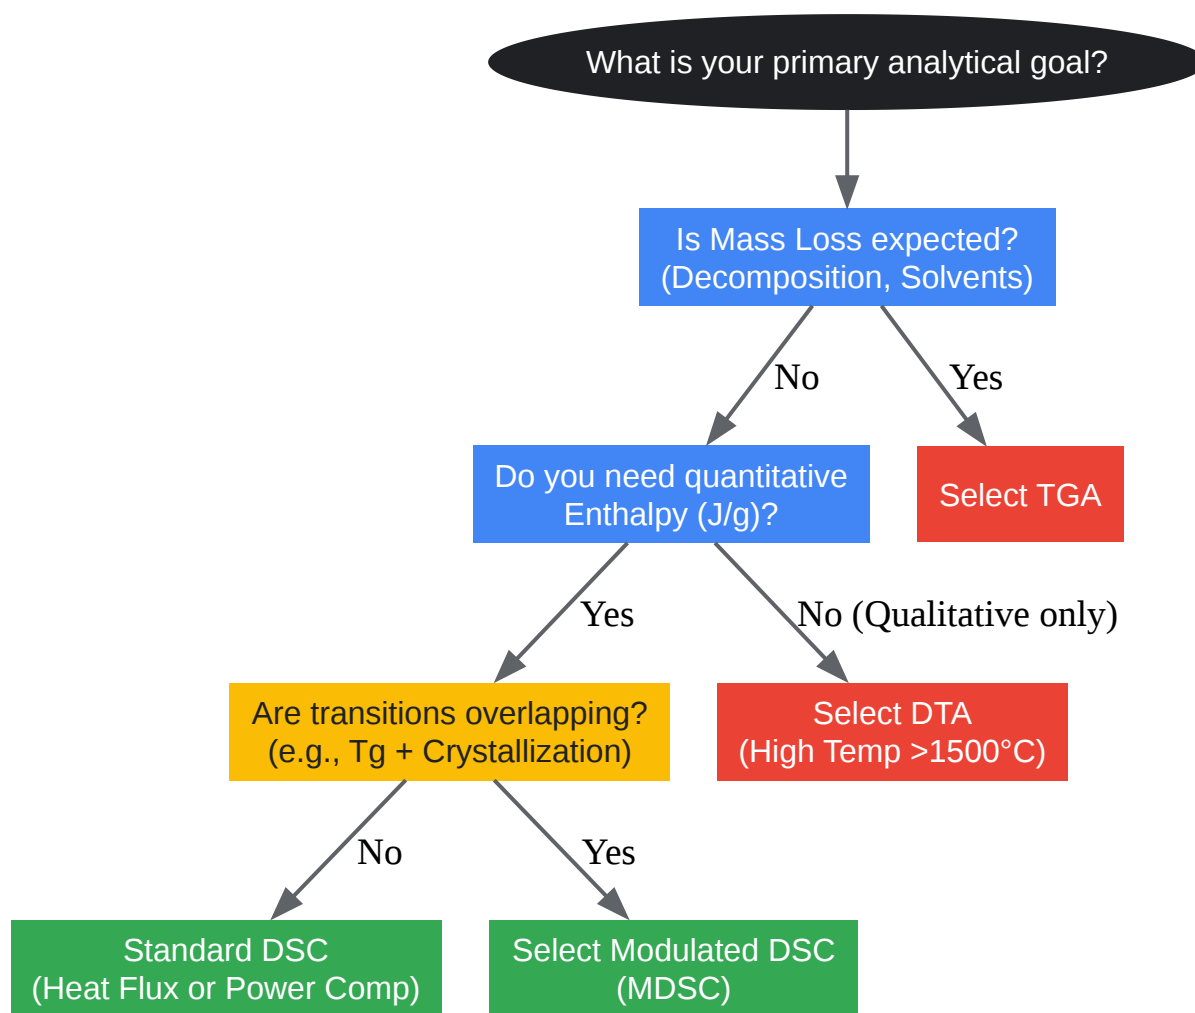 What is your primary analytical goal?
Is Mass Loss expected?
(Decomposition, Solvents)
No
Yes
Do you need quantitative
Enthalpy (J/g)?
Select TGA
Yes
No (Qualitative only)
Are transitions overlapping?
(e.g., Tg + Crystallization)
Select DTA
(High Temp >1500°C)
No
Yes
Standard DSC
(Heat Flux or Power Comp)
Select Modulated DSC
(MDSC)